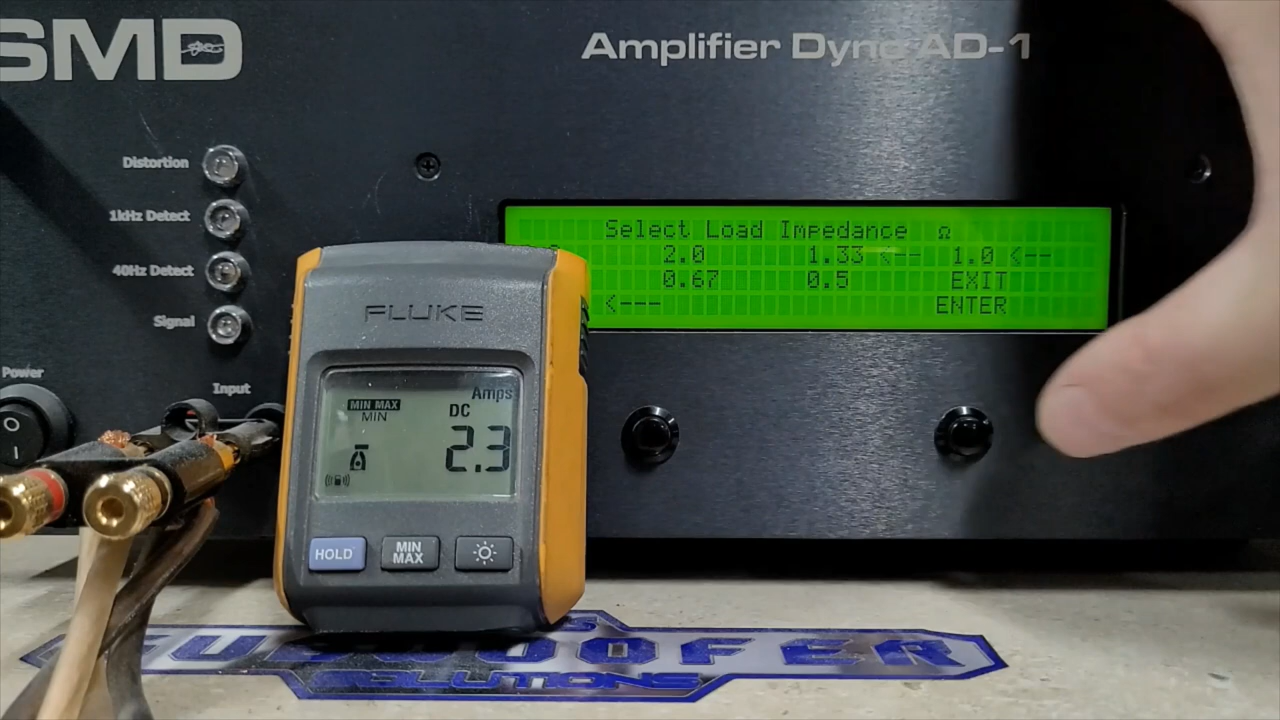 SMD
Amplifier Dyno AD-1
Distortion
1kHz Detect
40Hz Detect
Signal
Input
Power
O
I
Select Load Impedance Ω
2.0 1.33 <-- 1.0 <--
0.67 0.5 EXIT
<--- ENTER
FLUKE
Amps
MIN MAX
MIN
DC
2.3
HOLD
MIN
MAX
WOOFER
SOLUTIONS